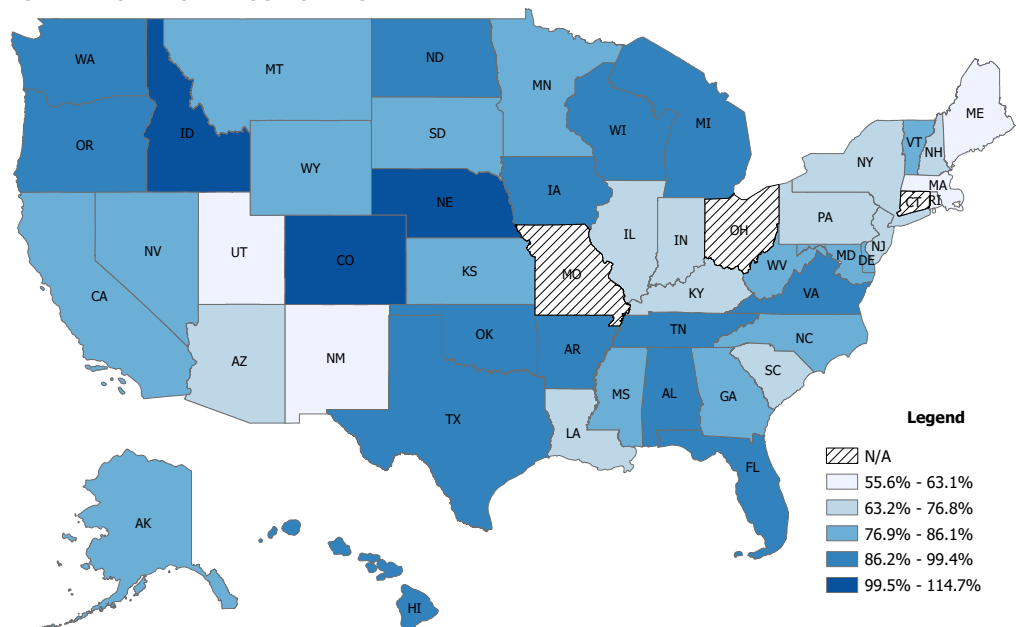 WA
MT
ND
MN
ME
ID
SD
WI
MI
OR
VT
NH
NY
WY
MA
IA
NE
RI
CT
PA
OH
IL
IN
NJ
UT
NV
CO
MD
DE
WV
KS
MO
CA
KY
VA
TN
NC
OK
AR
AZ
NM
SC
MS
AL
GA
TX
LA
FL
AK
HI
Legend
N/A
55.6% - 63.1%
63.2% - 76.8%
76.9% - 86.1%
86.2% - 99.4%
99.5% - 114.7%